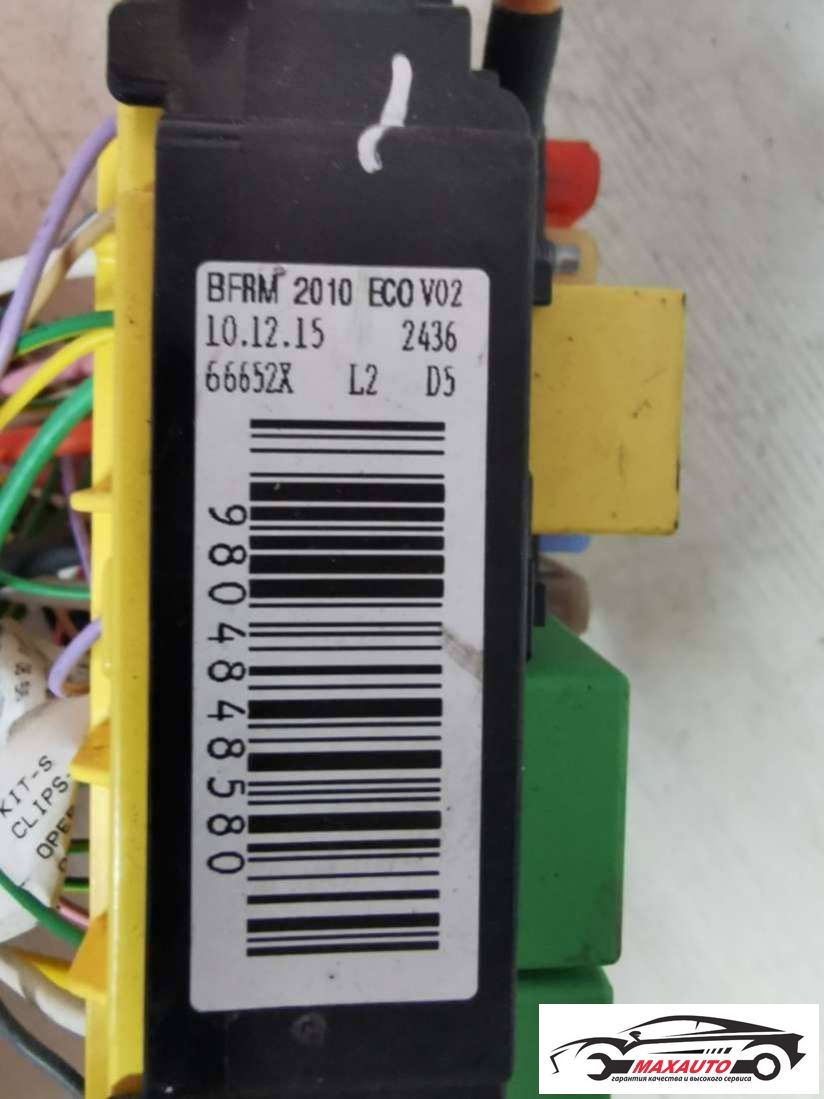 BFRM 2010 ECO V02
10.12.15 2436
66652X L2 D5
9804848580
KIT-S
CLIPS-
MAXAUTO
гарантия качества и высокого сервиса